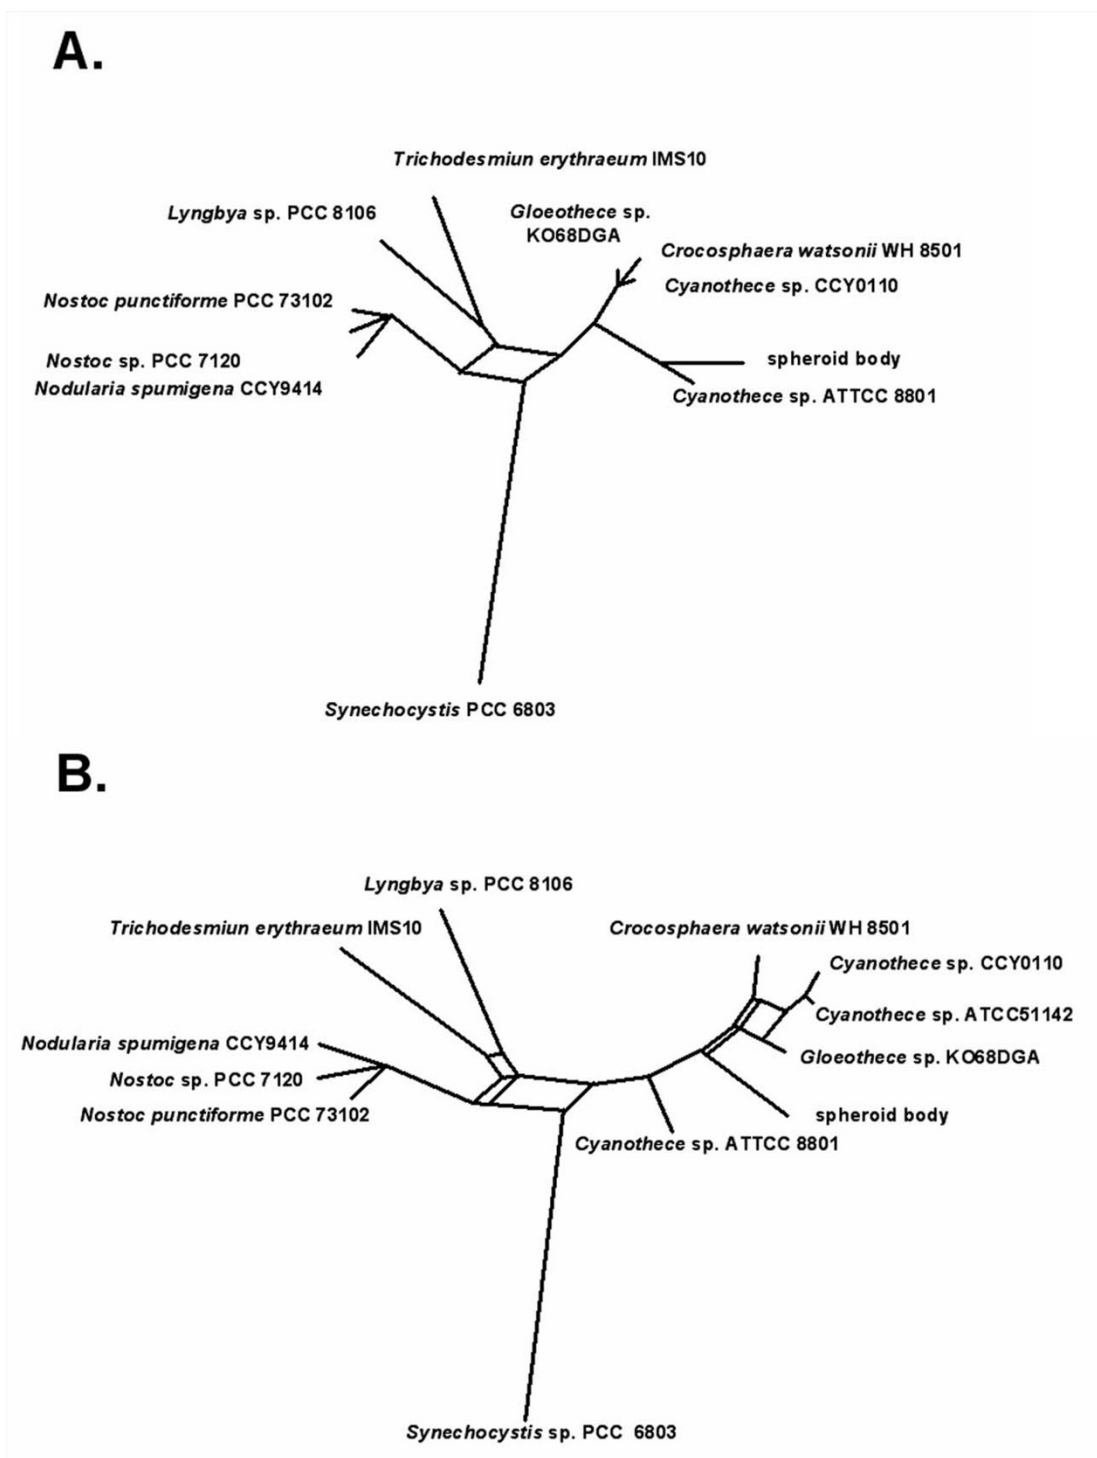 A.
Trichodesmiun erythraeum IMS10
Lyngbya sp. PCC 8106
Gloeothece sp.
KO68DGA
Crocosphaera watsonii WH 8501
Cyanothece sp. CCY0110
Nostoc punctiforme PCC 73102
Nostoc sp. PCC 7120
spheroid body
Nodularia spumigena CCY9414
Cyanothece sp. ATTCC 8801
Synechocystis PCC 6803
B.
Lyngbya sp. PCC 8106
Trichodesmiun erythraeum IMS10
Crocosphaera watsonii WH 8501
Cyanothece sp. CCY0110
Cyanothece sp. ATCC51142
Nodularia spumigena CCY9414
Gloeothece sp. KO68DGA
Nostoc sp. PCC 7120
Nostoc punctiforme PCC 73102
spheroid body
Cyanothece sp. ATTCC 8801
Synechocystis sp. PCC 6803